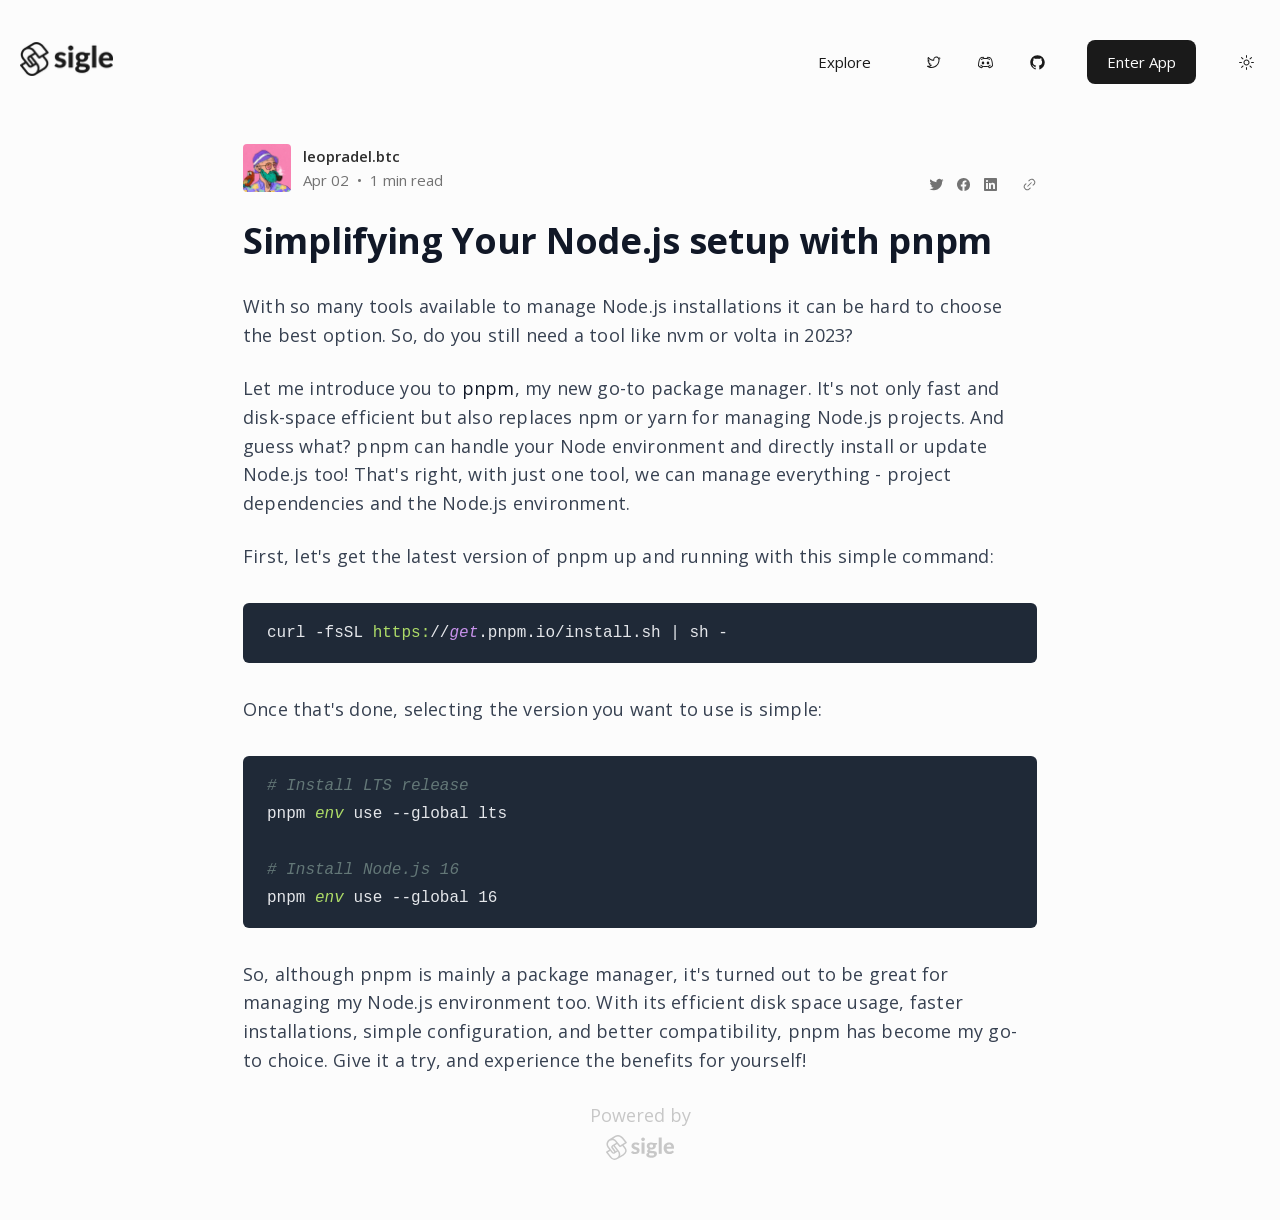 sigle
Explore
Enter App
leopradel.btc
Apr 02 • 1 min read
Simplifying Your Node.js setup with pnpm
With so many tools available to manage Node.js installations it can be hard to choose
the best option. So, do you still need a tool like nvm or volta in 2023?
Let me introduce you to pnpm, my new go-to package manager. It's not only fast and
disk-space efficient but also replaces npm or yarn for managing Node.js projects. And
guess what? pnpm can handle your Node environment and directly install or update
Node.js too! That's right, with just one tool, we can manage everything - project
dependencies and the Node.js environment.
First, let's get the latest version of pnpm up and running with this simple command:
curl -fsSL https://get.pnpm.io/install.sh | sh -
Once that's done, selecting the version you want to use is simple:
# Install LTS release
pnpm env use --global lts
# Install Node.js 16
pnpm env use --global 16
So, although pnpm is mainly a package manager, it's turned out to be great for
managing my Node.js environment too. With its efficient disk space usage, faster
installations, simple configuration, and better compatibility, pnpm has become my go-
to choice. Give it a try, and experience the benefits for yourself!
Powered by
sigle